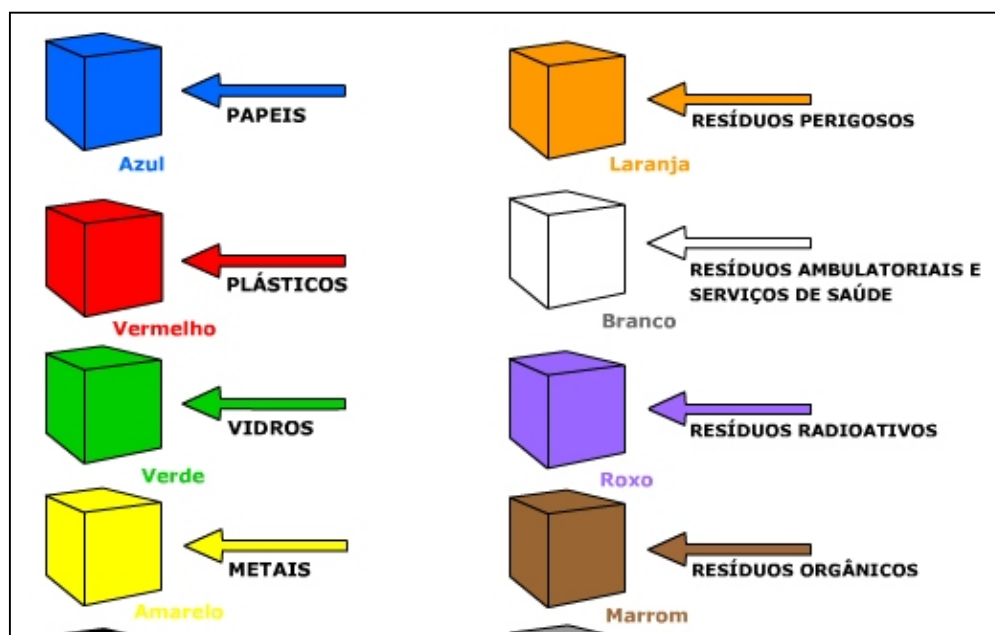 PAPEIS
Azul
PLÁSTICOS
Vermelho
VIDROS
Verde
METAIS
Amarelo
RESÍDUOS PERIGOSOS
Laranja
RESÍDUOS AMBULATORIAIS E
SERVIÇOS DE SAÚDE
Branco
RESÍDUOS RADIOATIVOS
Roxo
RESÍDUOS ORGÂNICOS
Marrom